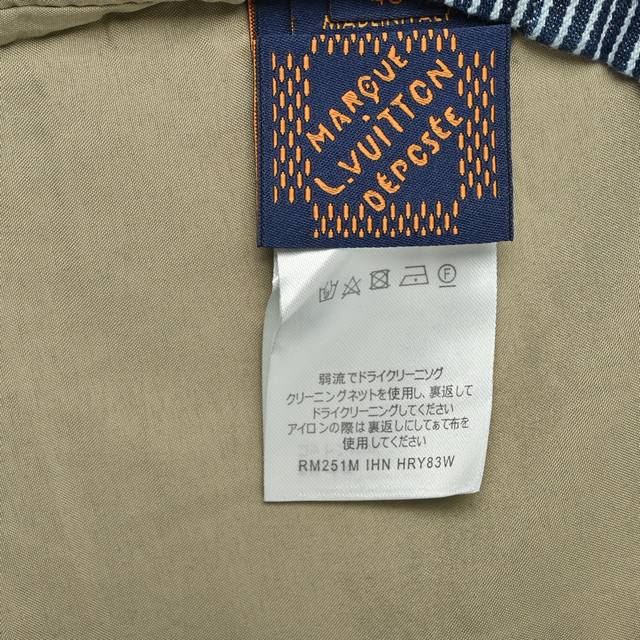 MADE IN ITALY
MARQUE
L.VUITTON
DÉPOSÉE
F
弱流でドライクリーニング
クリーニングネットを使用し、裏返して
ドライクリーニングしてください
アイロンの際は裏返しにしてあて布を
使用してください
RM251M IHN HRY83W